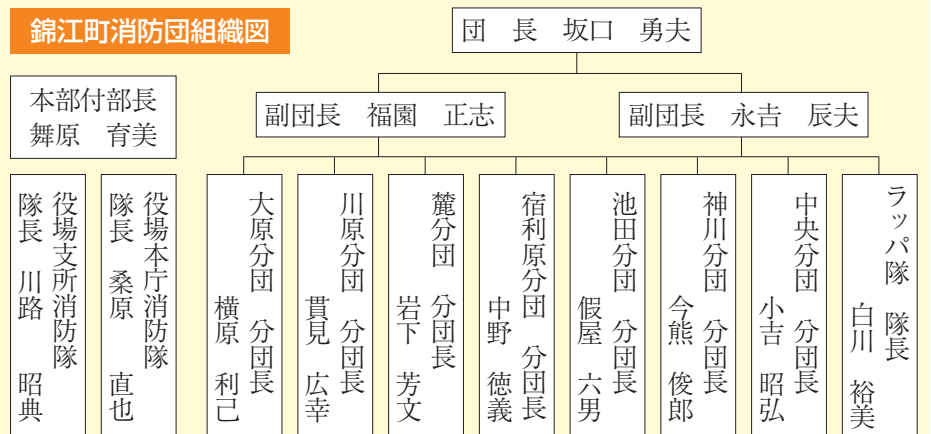 錦江町消防団組織図
団 長 坂口 勇夫
本部付部長
舞原 育美
副団長 福園 正志
副団長 永吉 辰夫
役場支所消防隊
隊長 川路 昭典
役場本庁消防隊
隊長 桑原 直也
大原分団 分団長
横原 利己
川原分団 分団長
貫見 広幸
麓分団 分団長
岩下 芳文
宿利原分団 分団長
中野 徳義
池田分団 分団長
假屋 六男
神川分団 分団長
今熊 俊郎
中央分団 分団長
小吉 昭弘
ラッパ隊 隊長
白川 裕美